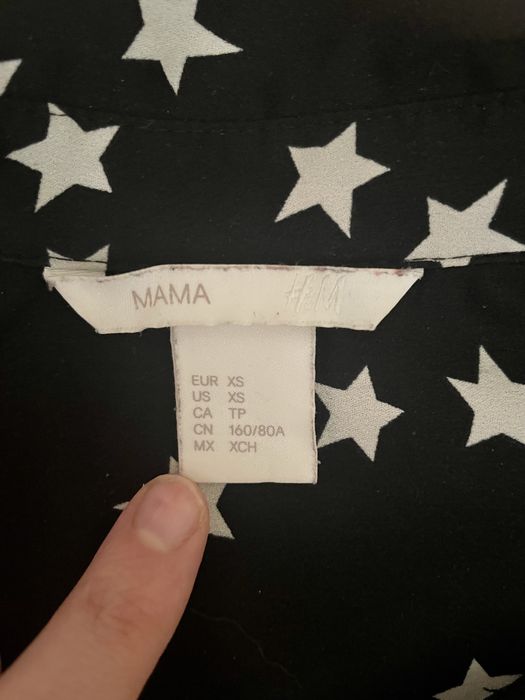 MAMA H&M
EUR XS
US XS
CA TP
CN 160/80A
MX XCH